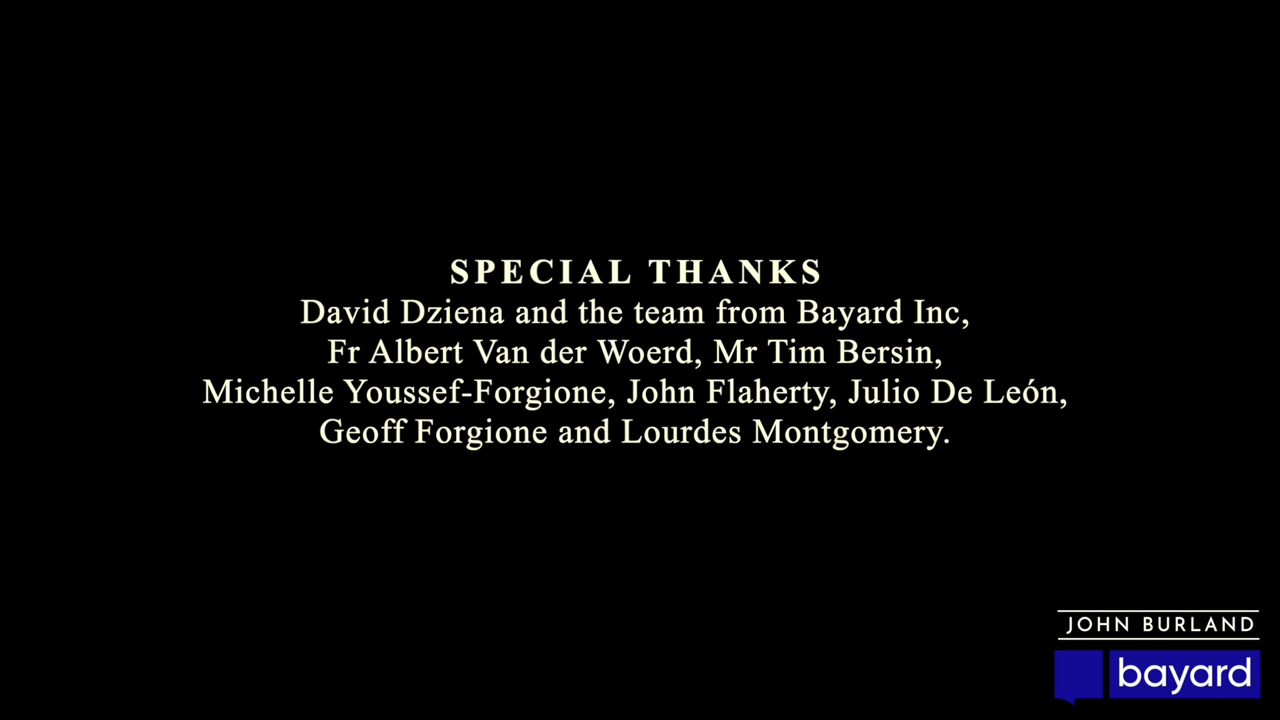 SPECIAL THANKS
David Dziena and the team from Bayard Inc,
Fr Albert Van der Woerd, Mr Tim Bersin,
Michelle Youssef-Forgione, John Flaherty, Julio De León,
Geoff Forgione and Lourdes Montgomery.
JOHN BURLAND
bayard